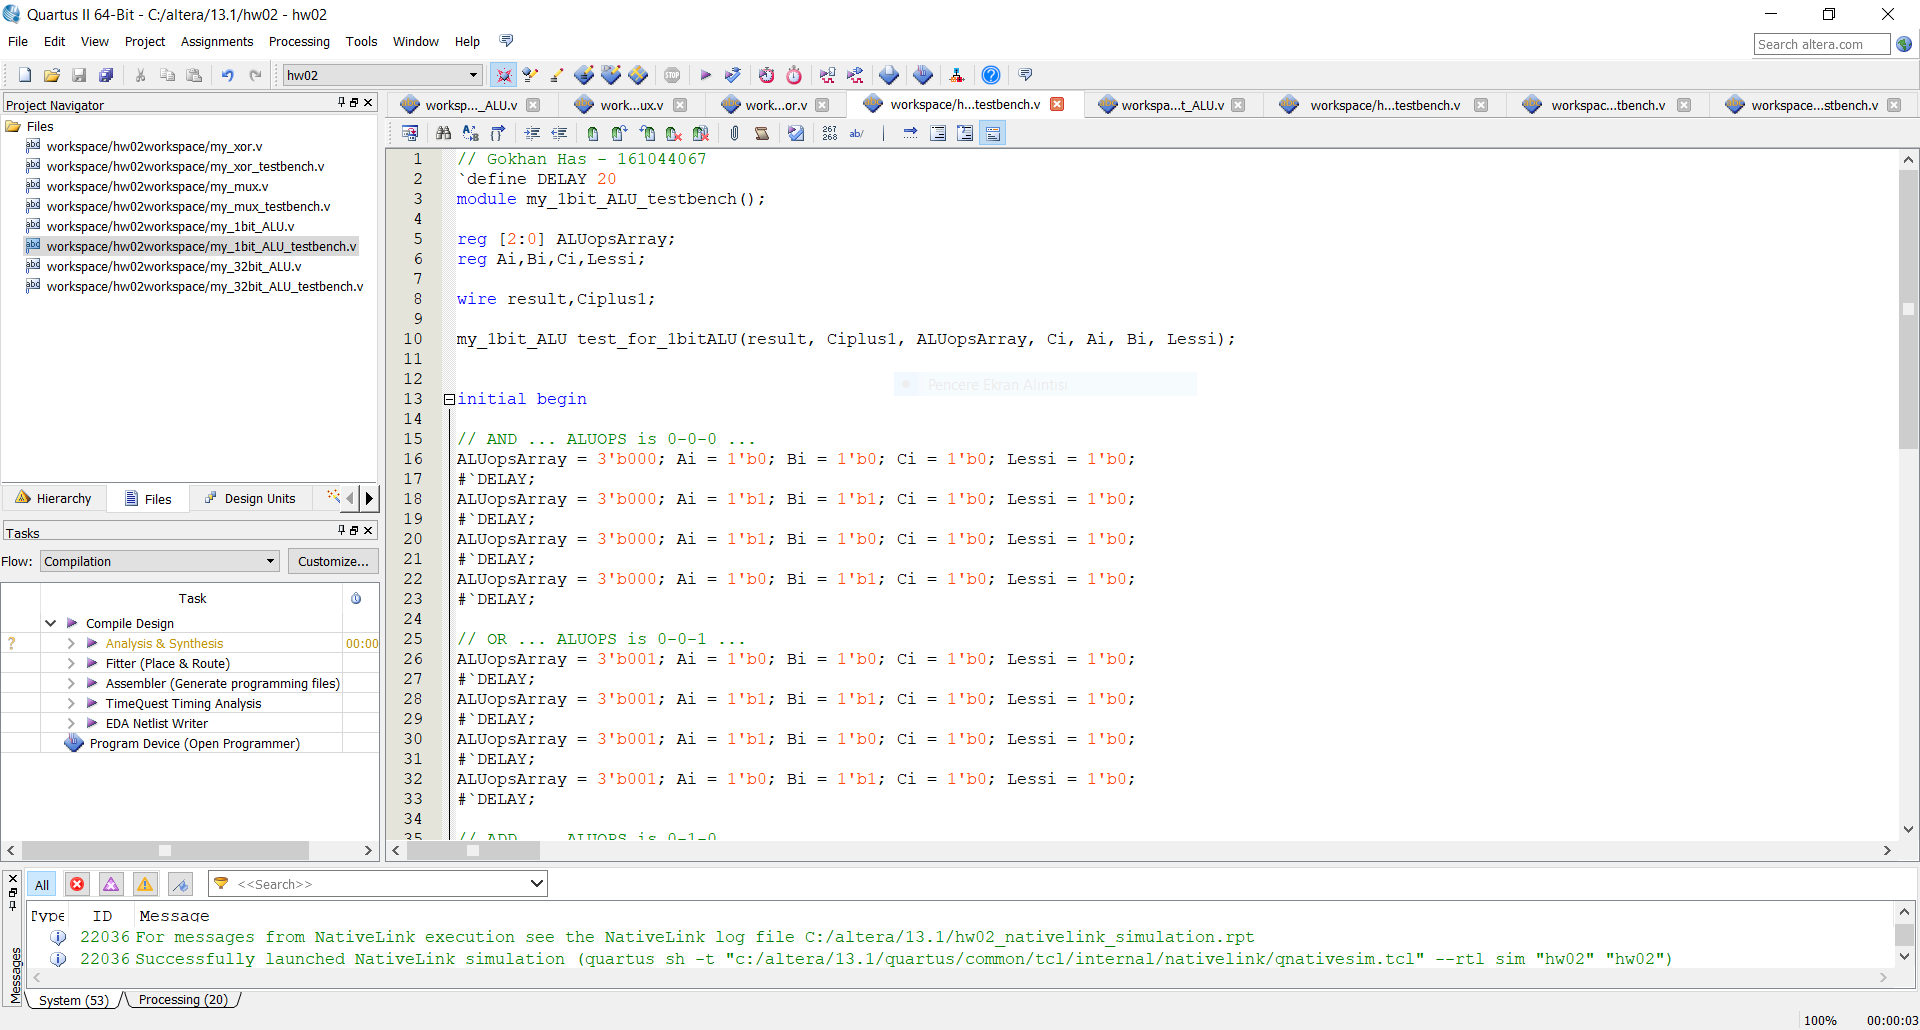 Quartus II 64-Bit - C:/altera/13.1/hw02 - hw02
File Edit View Project Assignments Processing Tools Window Help
Search altera.com
hw02
Project Navigator
Files
workspace/hw02workspace/my_xor.v
workspace/hw02workspace/my_xor_testbench.v
workspace/hw02workspace/my_mux.v
workspace/hw02workspace/my_mux_testbench.v
workspace/hw02workspace/my_1bit_ALU.v
workspace/hw02workspace/my_1bit_ALU_testbench.v
workspace/hw02workspace/my_32bit_ALU.v
workspace/hw02workspace/my_32bit_ALU_testbench.v
Hierarchy Files Design Units
Tasks
Flow: Compilation Customize...
Task
Compile Design
? Analysis & Synthesis 00:00
Fitter (Place & Route)
Assembler (Generate programming files)
TimeQuest Timing Analysis
EDA Netlist Writer
Program Device (Open Programmer)
worksp..._ALU.v work...ux.v work...or.v workspace/h...testbench.v workspa...t_ALU.v workspace/h...testbench.v workspac...tbench.v workspace...stbench.v
267 268 ab/
1 // Gokhan Has - 161044067
2 `define DELAY 20
3 module my_1bit_ALU_testbench();
4
5 reg [2:0] ALUopsArray;
6 reg Ai,Bi,Ci,Lessi;
7
8 wire result,Ciplus1;
9
10 my_1bit_ALU test_for_1bitALU(result, Ciplus1, ALUopsArray, Ci, Ai, Bi, Lessi);
11
12
Pencere Ekran Alıntısı
13 initial begin
14
15 // AND ... ALUOPS is 0-0-0 ...
16 ALUopsArray = 3'b000; Ai = 1'b0; Bi = 1'b0; Ci = 1'b0; Lessi = 1'b0;
17 #`DELAY;
18 ALUopsArray = 3'b000; Ai = 1'b1; Bi = 1'b1; Ci = 1'b0; Lessi = 1'b0;
19 #`DELAY;
20 ALUopsArray = 3'b000; Ai = 1'b1; Bi = 1'b0; Ci = 1'b0; Lessi = 1'b0;
21 #`DELAY;
22 ALUopsArray = 3'b000; Ai = 1'b0; Bi = 1'b1; Ci = 1'b0; Lessi = 1'b0;
23 #`DELAY;
24
25 // OR ... ALUOPS is 0-0-1 ...
26 ALUopsArray = 3'b001; Ai = 1'b0; Bi = 1'b0; Ci = 1'b0; Lessi = 1'b0;
27 #`DELAY;
28 ALUopsArray = 3'b001; Ai = 1'b1; Bi = 1'b1; Ci = 1'b0; Lessi = 1'b0;
29 #`DELAY;
30 ALUopsArray = 3'b001; Ai = 1'b1; Bi = 1'b0; Ci = 1'b0; Lessi = 1'b0;
31 #`DELAY;
32 ALUopsArray = 3'b001; Ai = 1'b0; Bi = 1'b1; Ci = 1'b0; Lessi = 1'b0;
33 #`DELAY;
34
35 // ADD ... ALUOPS is 0-1-0
Messages
All <<Search>>
Type ID Message
22036 For messages from NativeLink execution see the NativeLink log file C:/altera/13.1/hw02_nativelink_simulation.rpt
22036 Successfully launched NativeLink simulation (quartus sh -t "c:/altera/13.1/quartus/common/tcl/internal/nativelink/qnativesim.tcl" --rtl sim "hw02" "hw02")
System (53) Processing (20)
100% 00:00:03